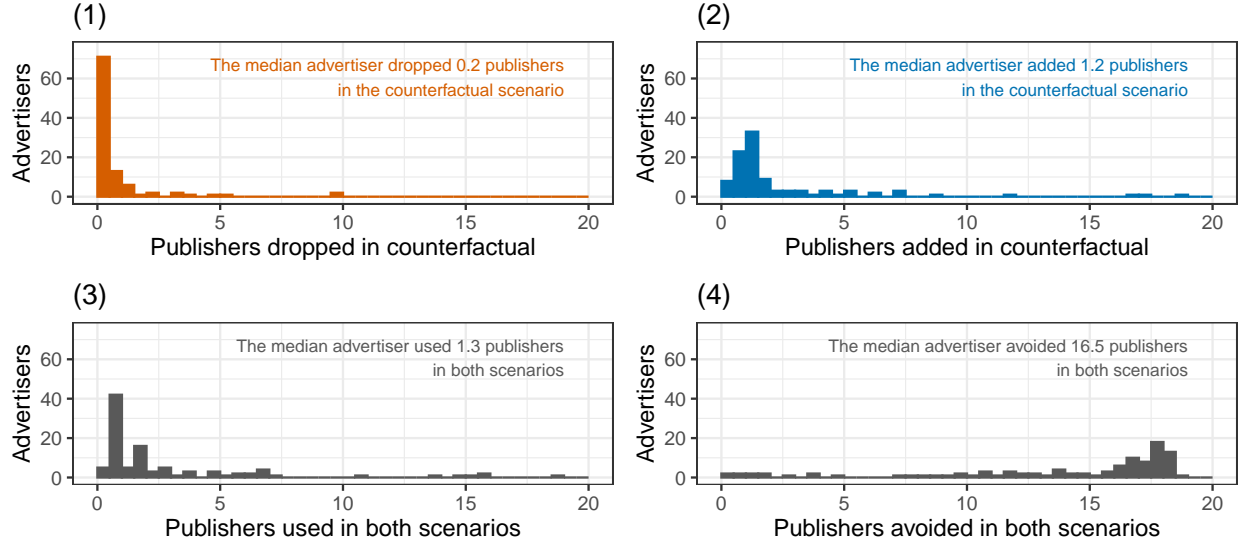 (1)
The median advertiser dropped 0.2 publishers
in the counterfactual scenario
Advertisers
60
40
20
0
0 5 10 15 20
Publishers dropped in counterfactual
(2)
The median advertiser added 1.2 publishers
in the counterfactual scenario
Advertisers
60
40
20
0
0 5 10 15 20
Publishers added in counterfactual
(3)
The median advertiser used 1.3 publishers
in both scenarios
Advertisers
60
40
20
0
0 5 10 15 20
Publishers used in both scenarios
(4)
The median advertiser avoided 16.5 publishers
in both scenarios
Advertisers
60
40
20
0
0 5 10 15 20
Publishers avoided in both scenarios